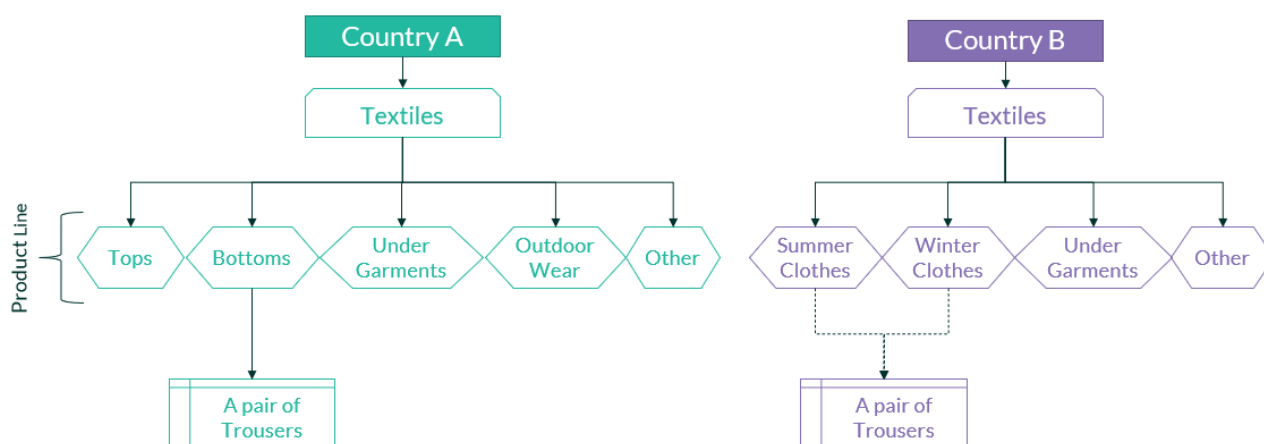 Country A
Country B
Textiles
Textiles
Product Line
Tops
Bottoms
Under
Garments
Outdoor
Wear
Other
Summer
Clothes
Winter
Clothes
Under
Garments
Other
A pair of
Trousers
A pair of
Trousers